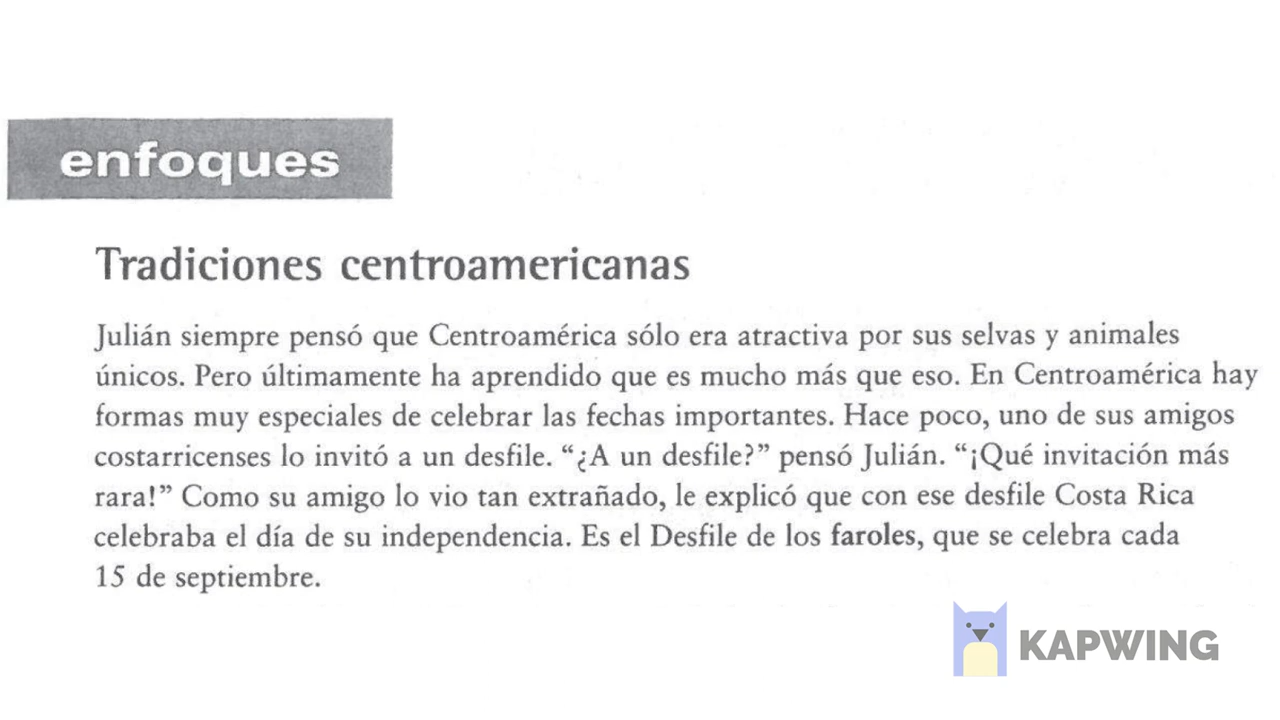 enfoques
Tradiciones centroamericanas
Julián siempre pensó que Centroamérica sólo era atractiva por sus selvas y animales
únicos. Pero últimamente ha aprendido que es mucho más que eso. En Centroamérica hay
formas muy especiales de celebrar las fechas importantes. Hace poco, uno de sus amigos
costarricenses lo invitó a un desfile. “¿A un desfile?” pensó Julián. “¡Qué invitación más
rara!” Como su amigo lo vio tan extrañado, le explicó que con ese desfile Costa Rica
celebraba el día de su independencia. Es el Desfile de los faroles, que se celebra cada
15 de septiembre.
KAPWING